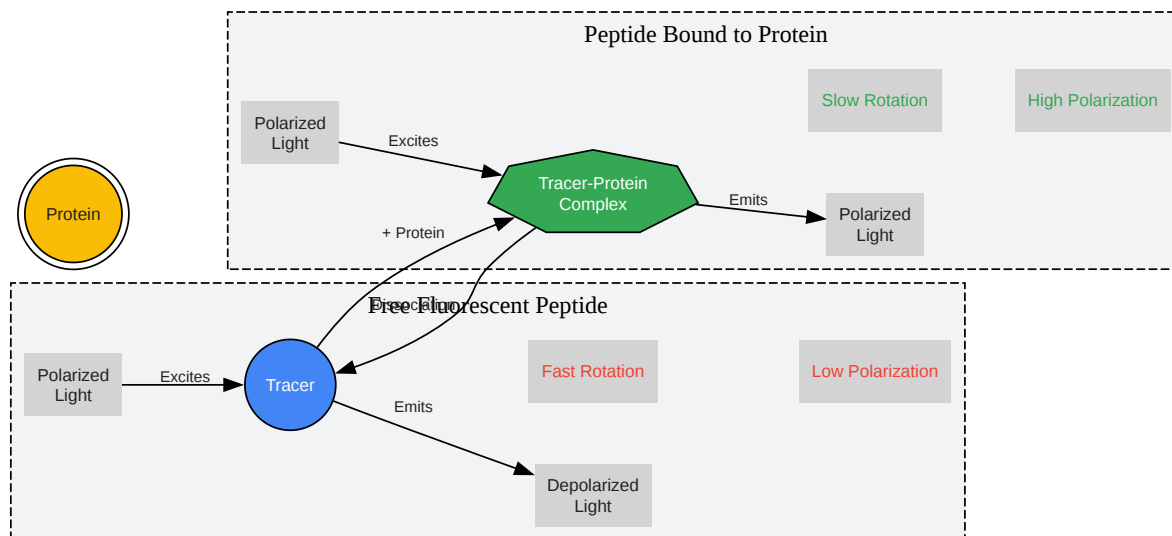 Peptide Bound to Protein
Slow Rotation
High Polarization
Polarized
Light
Excites
Tracer-Protein
Complex
Emits
Polarized
Light
Protein
+ Protein
Dissociation
Free Fluorescent Peptide
Polarized
Light
Excites
Tracer
Fast Rotation
Low Polarization
Emits
Depolarized
Light